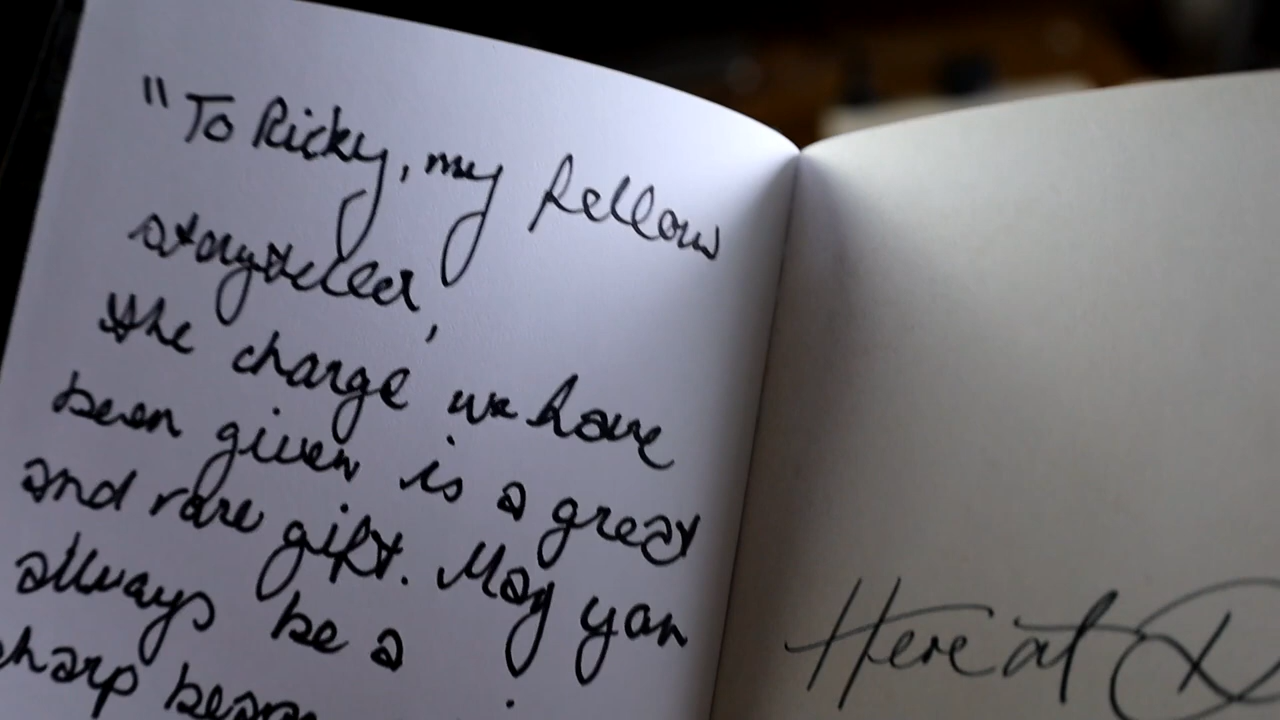 "To Ricky, my fellow
storyteller,
the charge we have
been given is a great
and rare gift. May you
always be a
sharp
Here at